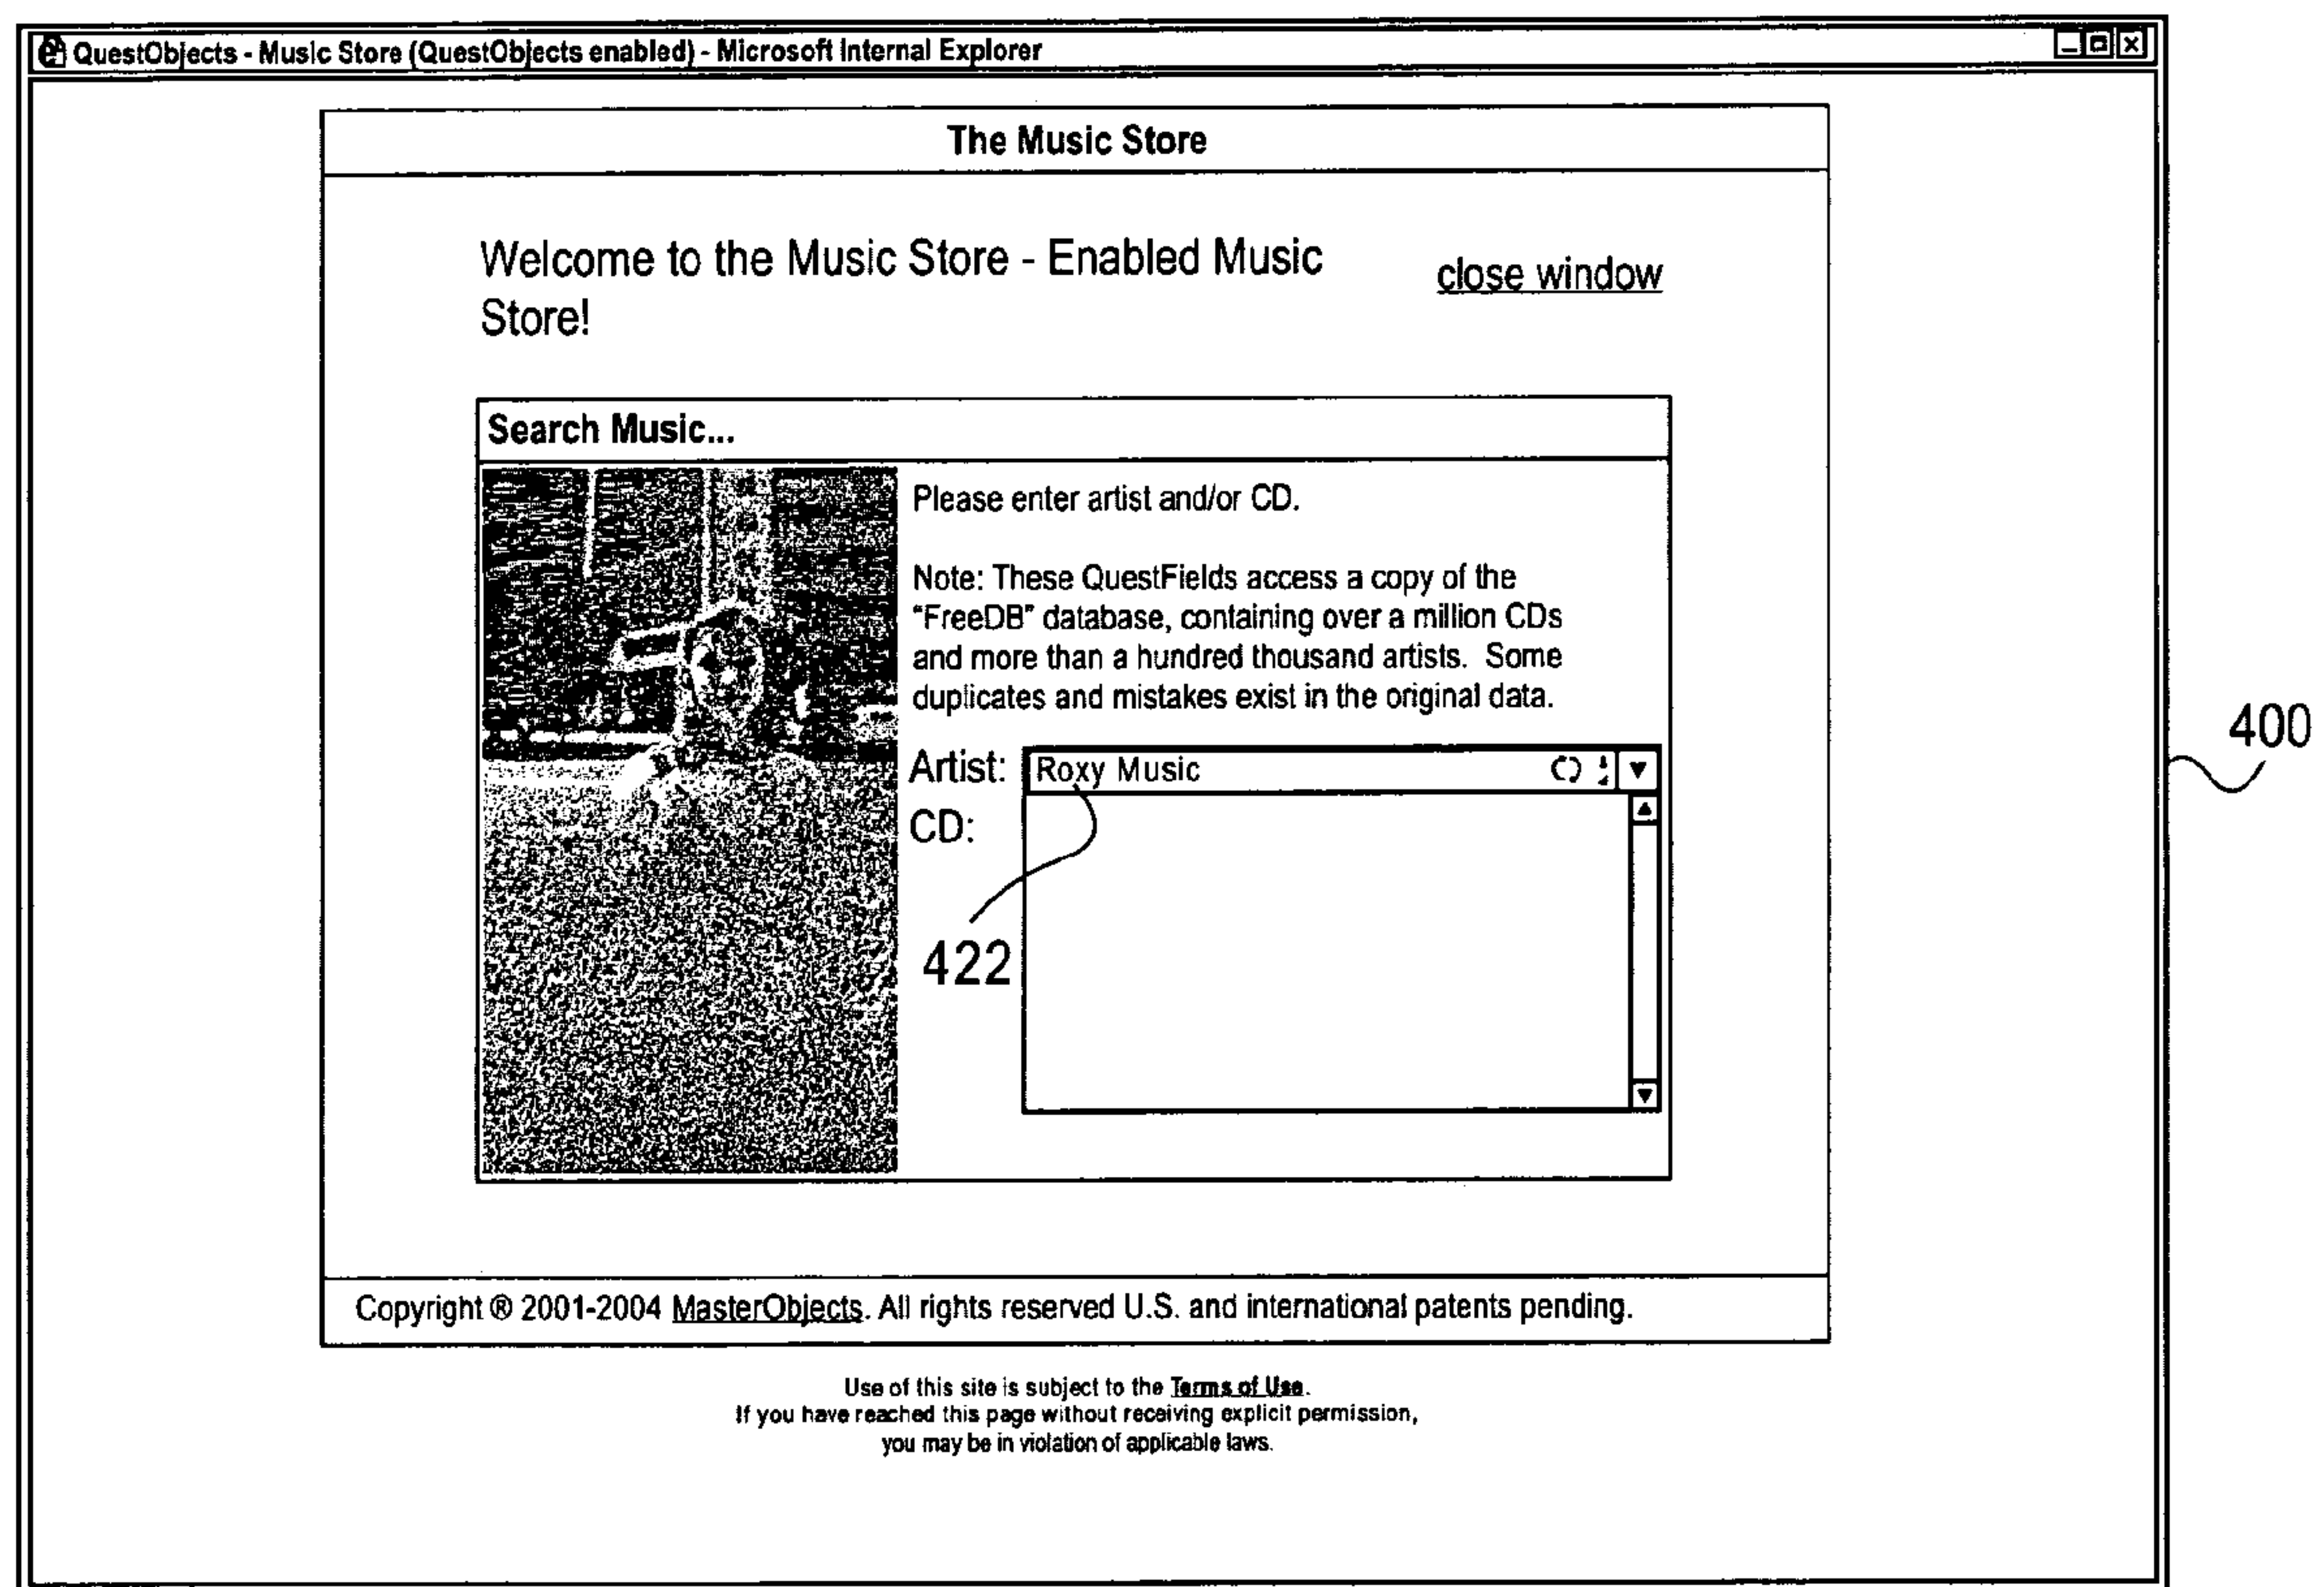 QuestObjects - Music Store (QuestObjects enabled) - Microsoft Internal Explorer
The Music Store
Welcome to the Music Store - Enabled Music
Store!
close window
Search Music...
Please enter artist and/or CD.
Note: These QuestFields access a copy of the
"FreeDB" database, containing over a million CDs
and more than a hundred thousand artists. Some
duplicates and mistakes exist in the original data.
Artist: Roxy Music
CD:
422
400
Copyright ® 2001-2004 MasterObjects. All rights reserved U.S. and international patents pending.
Use of this site is subject to the Terms of Use.
If you have reached this page without receiving explicit permission,
you may be in violation of applicable laws.